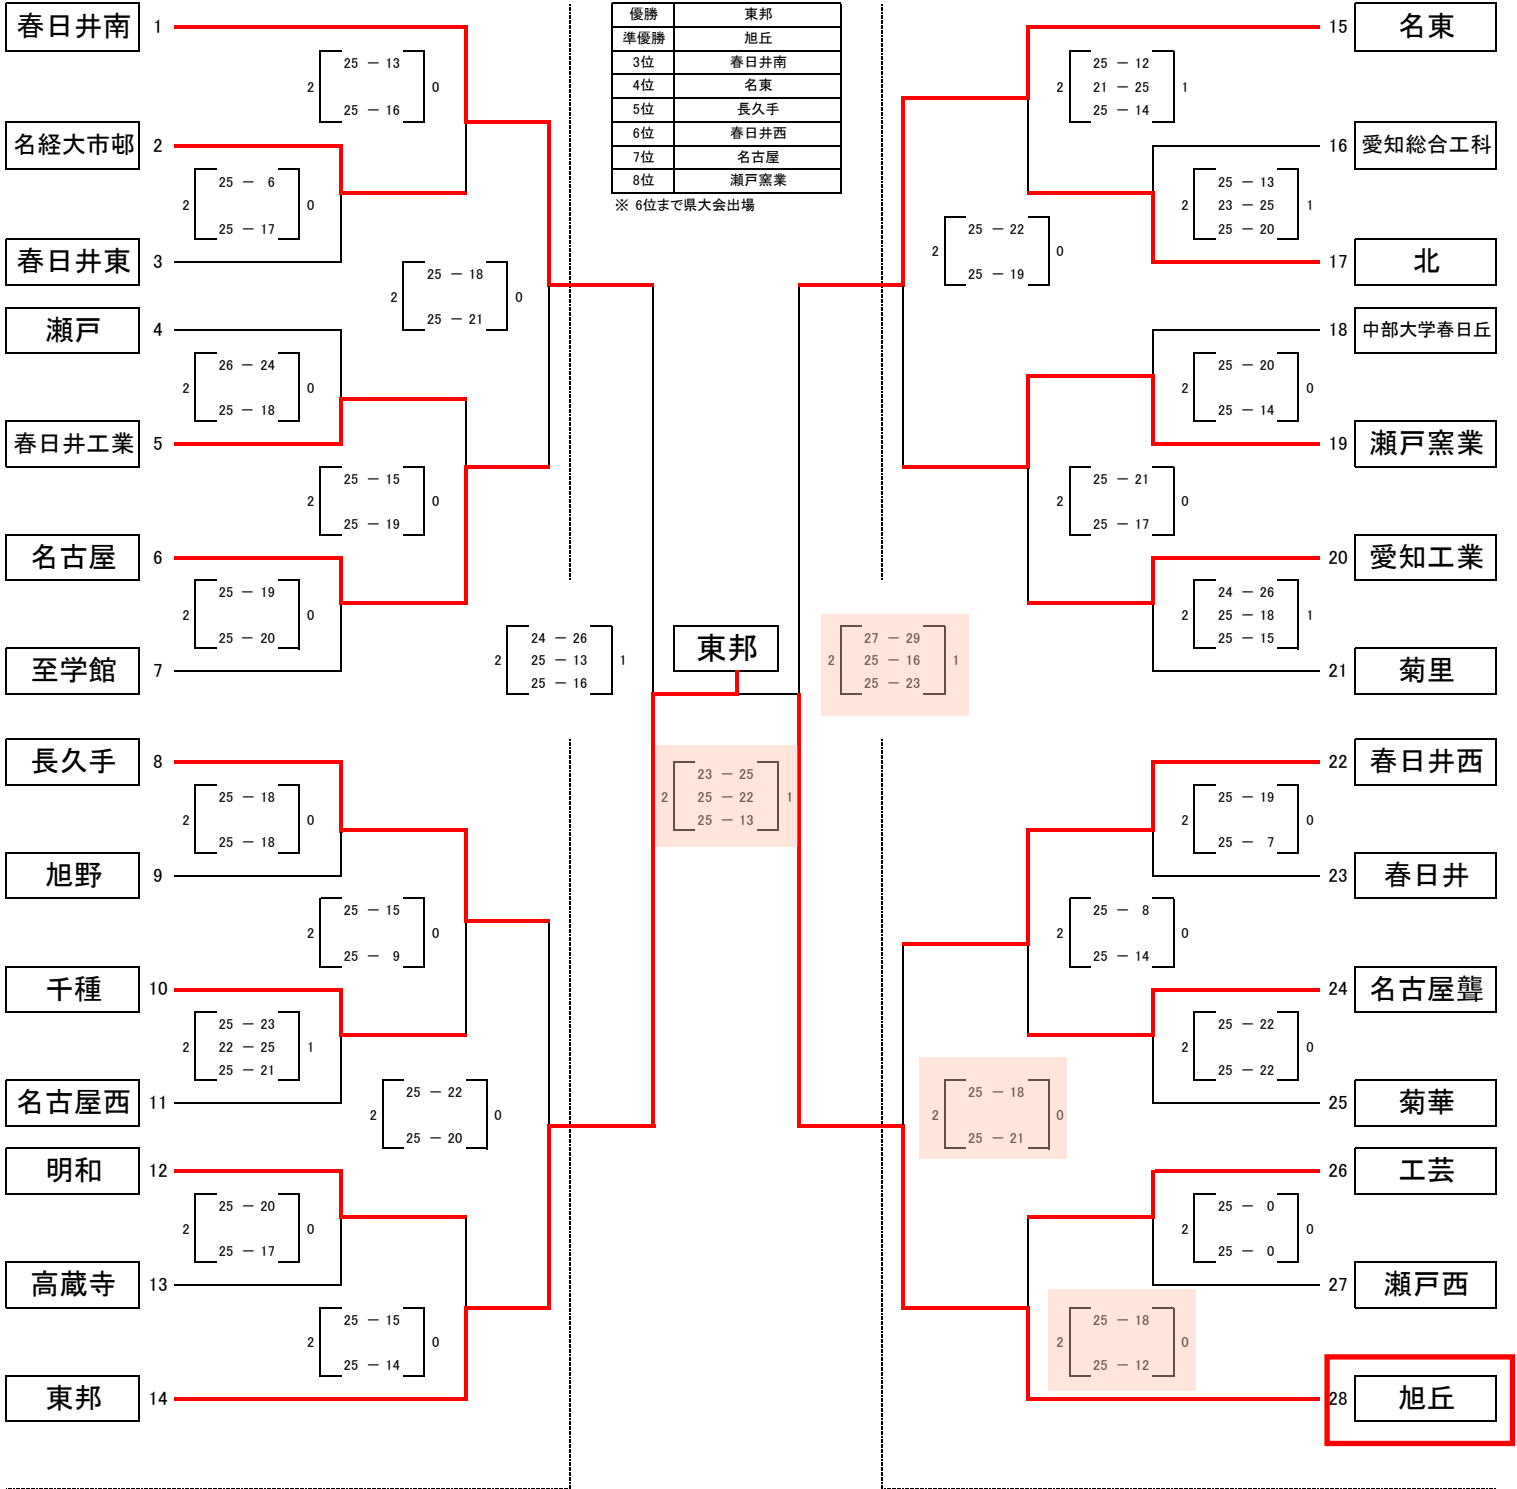 優勝 東邦
準優勝 旭丘
3位 春日井南
4位 名東
5位 長久手
6位 春日井西
7位 名古屋
8位 瀬戸窯業
※ 6位まで県大会出場
春日井南 1
2 25 － 13 0
25 － 16
名経大市邨 2
2 25 － 6 0
25 － 17
春日井東 3
2 25 － 18 0
25 － 21
瀬戸 4
2 26 － 24 0
25 － 18
春日井工業 5
2 25 － 15 0
25 － 19
名古屋 6
2 25 － 19 0
25 － 20
至学館 7
2 24 － 26 1
25 － 13
25 － 16
長久手 8
2 25 － 18 0
25 － 18
旭野 9
2 25 － 15 0
25 － 9
千種 10
2 25 － 23 1
22 － 25
25 － 21
名古屋西 11
2 25 － 22 0
25 － 20
明和 12
2 25 － 20 0
25 － 17
高蔵寺 13
2 25 － 15 0
25 － 14
東邦 14
東邦
2 23 － 25 1
25 － 22
25 － 13
15 名東
2 25 － 12 1
21 － 25
25 － 14
16 愛知総合工科
2 25 － 13 1
23 － 25
25 － 20
17 北
2 25 － 22 0
25 － 19
18 中部大学春日丘
2 25 － 20 0
25 － 14
19 瀬戸窯業
2 25 － 21 0
25 － 17
20 愛知工業
2 24 － 26 1
25 － 18
25 － 15
21 菊里
2 27 － 29 1
25 － 16
25 － 23
22 春日井西
2 25 － 19 0
25 － 7
23 春日井
2 25 － 8 0
25 － 14
24 名古屋聾
2 25 － 22 0
25 － 22
25 菊華
2 25 － 18 0
25 － 21
26 工芸
2 25 － 0 0
25 － 0
27 瀬戸西
2 25 － 18 0
25 － 12
28 旭丘